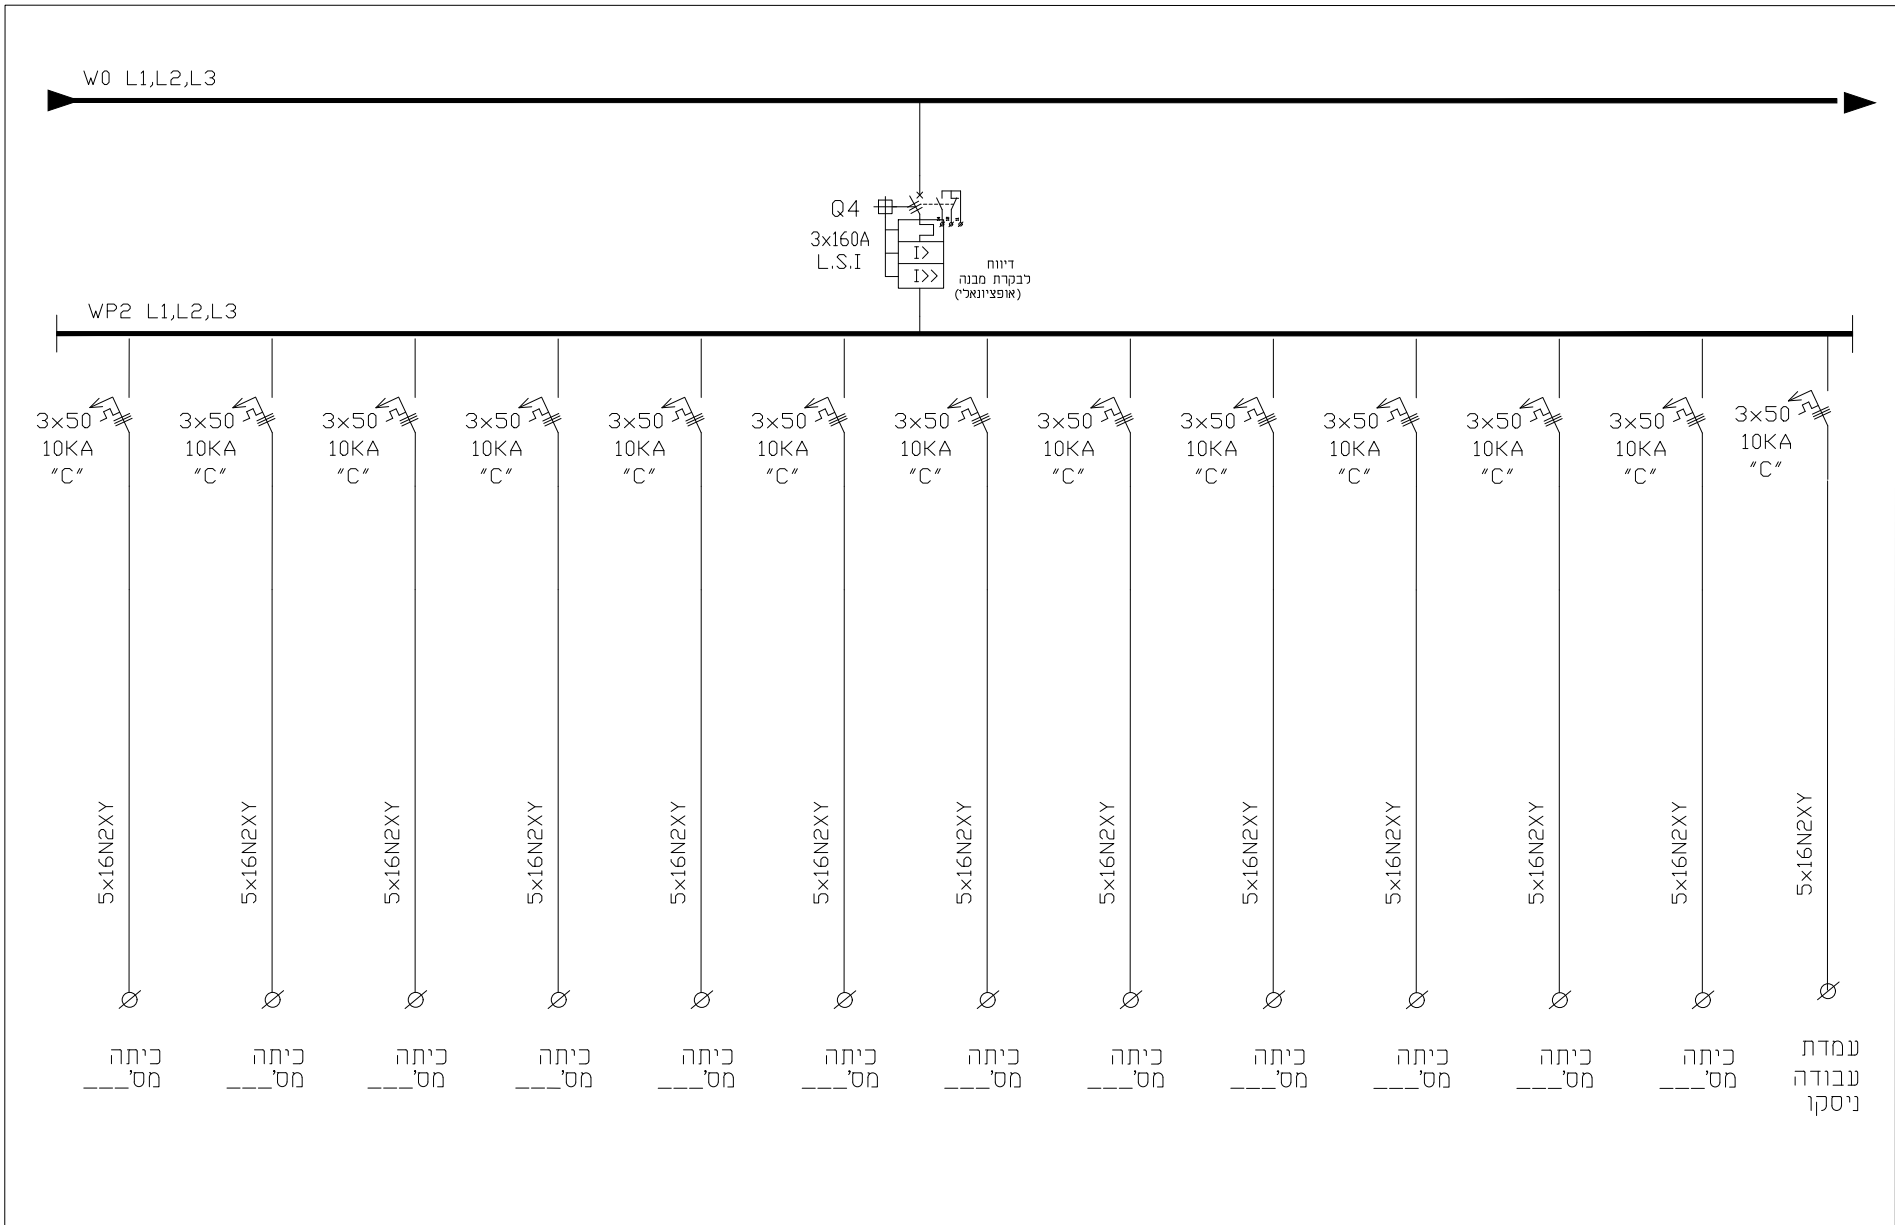 W0 L1,L2,L3
Q4
3x160A
L.S.I
I>
I>>
דיווח
לבקרת מבנה
(אופציונאלי)
WP2 L1,L2,L3
3x50
10KA
"C"
3x50
10KA
"C"
3x50
10KA
"C"
3x50
10KA
"C"
3x50
10KA
"C"
3x50
10KA
"C"
3x50
10KA
"C"
3x50
10KA
"C"
3x50
10KA
"C"
3x50
10KA
"C"
3x50
10KA
"C"
3x50
10KA
"C"
3x50
10KA
"C"
5x16N2XY
5x16N2XY
5x16N2XY
5x16N2XY
5x16N2XY
5x16N2XY
5x16N2XY
5x16N2XY
5x16N2XY
5x16N2XY
5x16N2XY
5x16N2XY
5x16N2XY
כיתה
מס'___
כיתה
מס'___
כיתה
מס'___
כיתה
מס'___
כיתה
מס'___
כיתה
מס'___
כיתה
מס'___
כיתה
מס'___
כיתה
מס'___
כיתה
מס'___
כיתה
מס'___
כיתה
מס'___
עמדת
עבודה
ניסקו